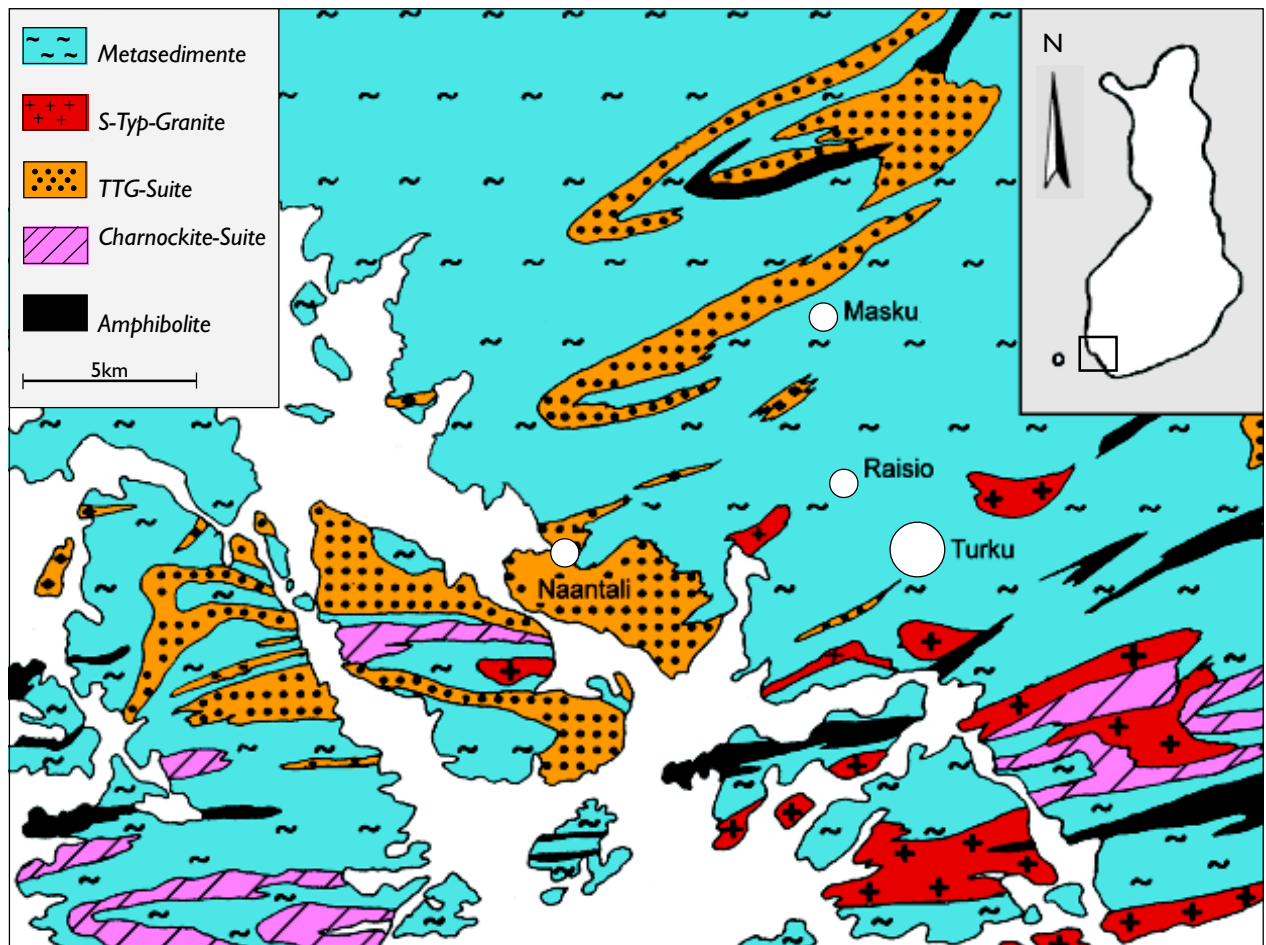 Metasedimente
S-Typ-Granite
TTG-Suite
Charnockite-Suite
Amphibolite
5km
N
Masku
Raisio
Turku
Naantali